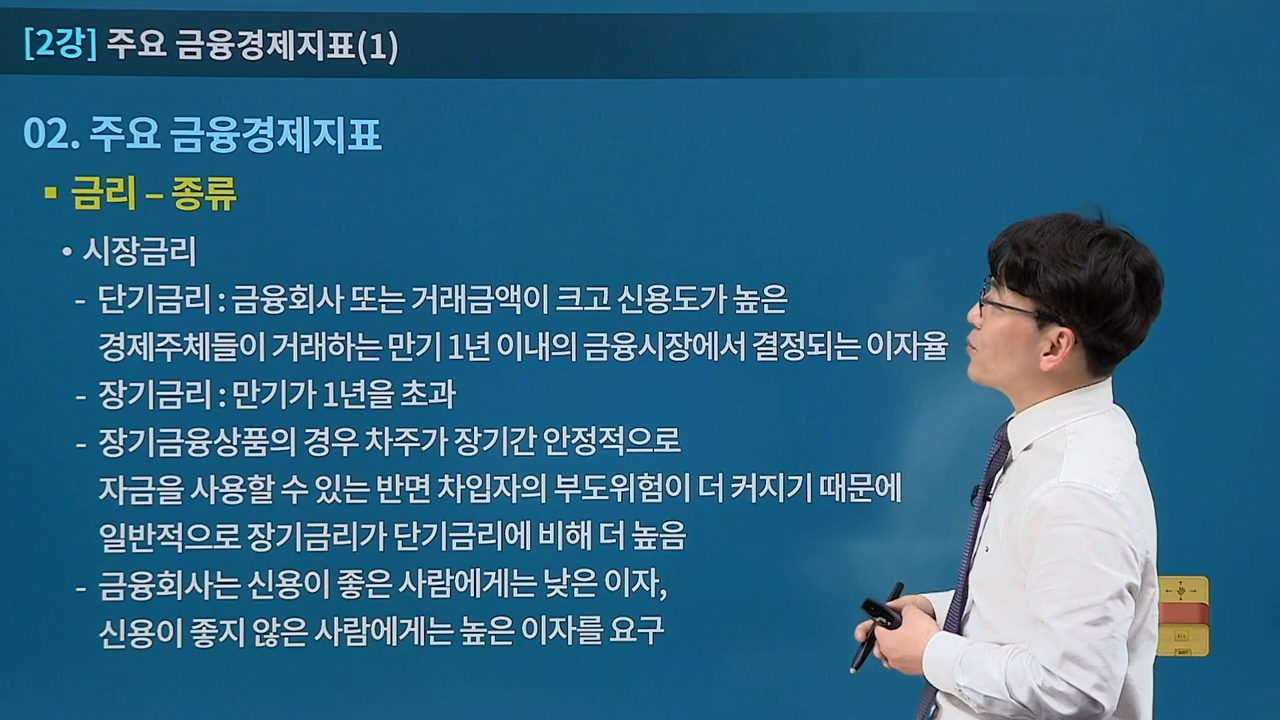 [2강] 주요 금융경제지표(1)
02. 주요 금융경제지표
▪ 금리 – 종류
• 시장금리
- 단기금리 : 금융회사 또는 거래금액이 크고 신용도가 높은
경제주체들이 거래하는 만기 1년 이내의 금융시장에서 결정되는 이자율
- 장기금리 : 만기가 1년을 초과
- 장기금융상품의 경우 차주가 장기간 안정적으로
자금을 사용할 수 있는 반면 차입자의 부도위험이 더 커지기 때문에
일반적으로 장기금리가 단기금리에 비해 더 높음
- 금융회사는 신용이 좋은 사람에게는 낮은 이자,
신용이 좋지 않은 사람에게는 높은 이자를 요구